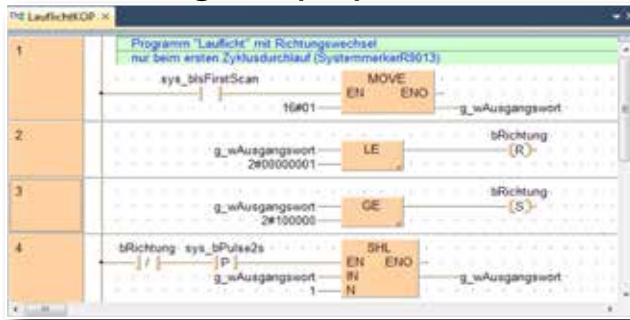 LauflichtKOP
1
Programm "Lauflicht" mit Richtungswechsel
nur beim ersten Zyklusdurchlauf (SystemmerkerR9013)
sys_bIsFirstScan MOVE
EN ENO
16#01 g_wAusgangswort
2
bRichtung
g_wAusgangswort LE (R)
2#00000001
3
bRichtung
g_wAusgangswort GE (S)
2#100000
4
bRichtung sys_bPulse2s SHL
/ P EN ENO
g_wAusgangswort IN g_wAusgangswort
1 N